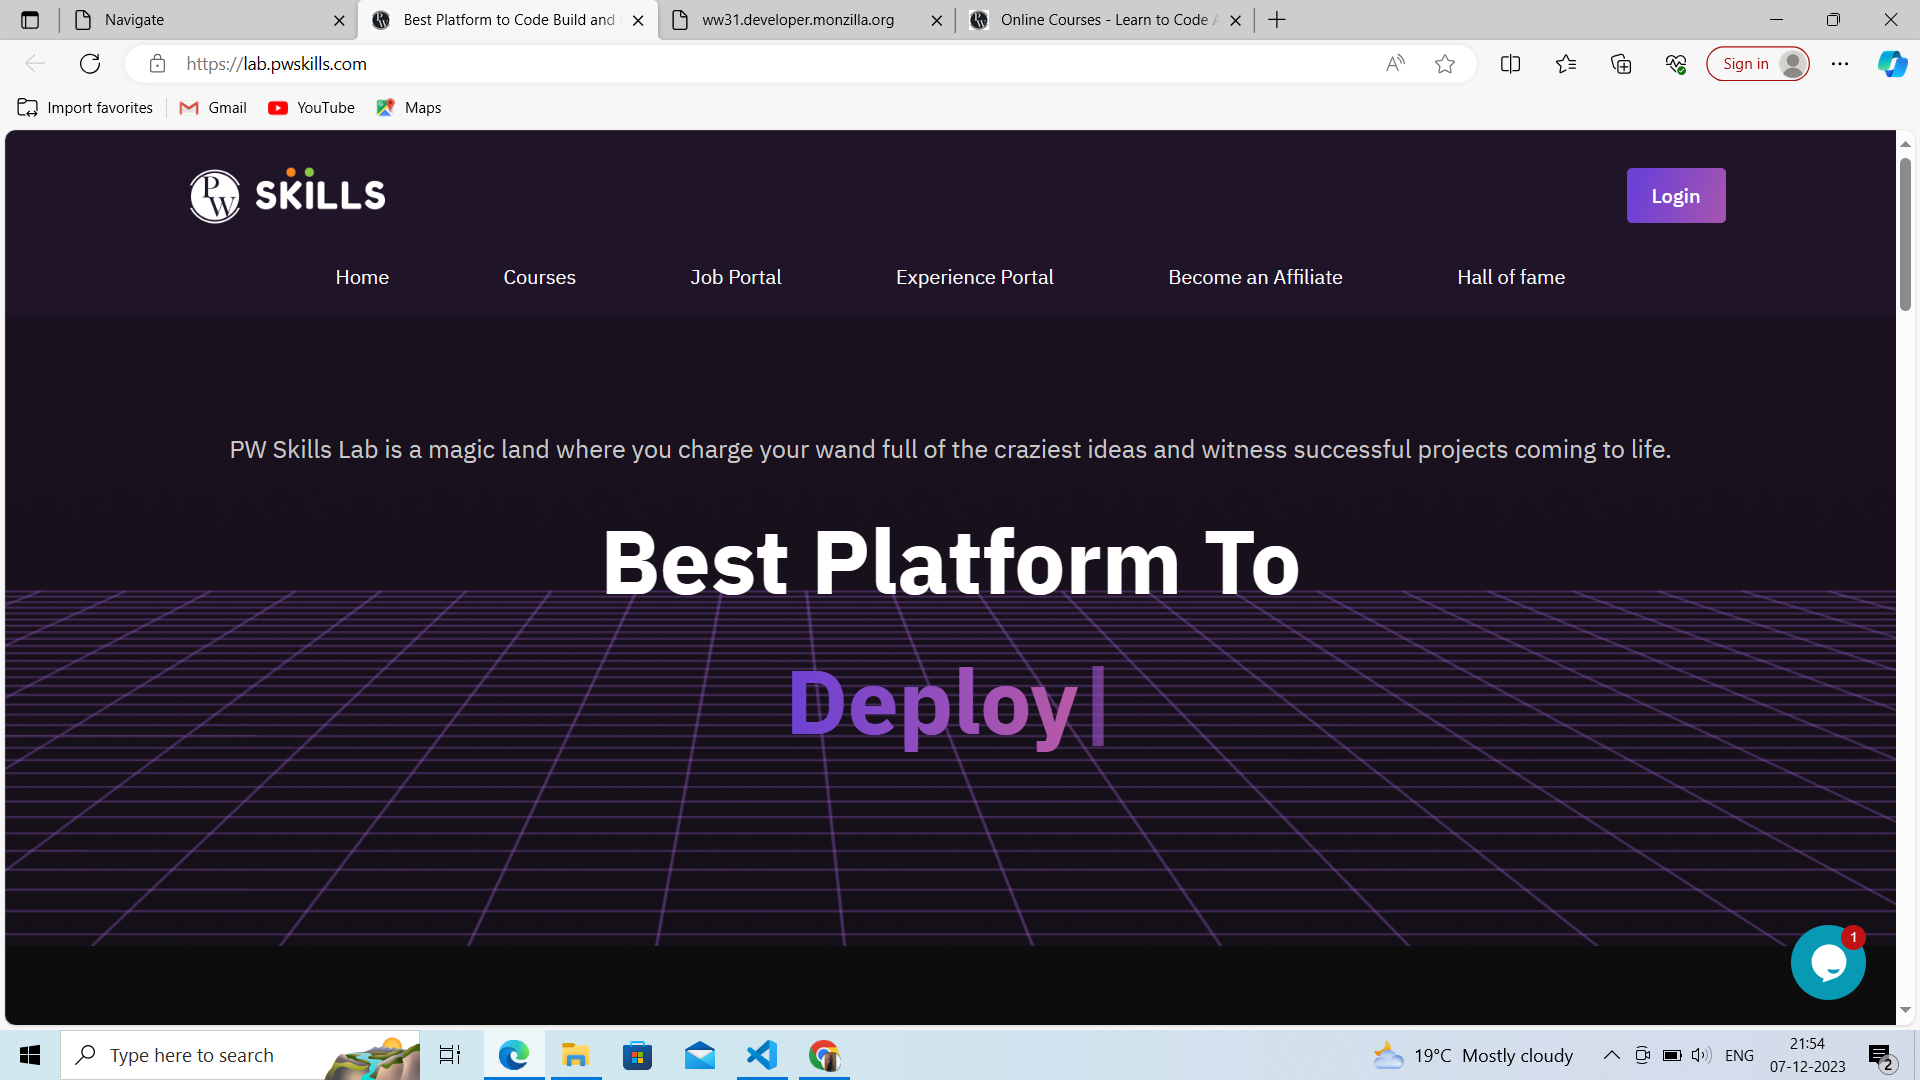 Navigate
Best Platform to Code Build and
ww31.developer.monzilla.org
Online Courses - Learn to Code
https://lab.pwskills.com
Sign in
Import favorites
Gmail
YouTube
Maps
PW SKILLS
Login
Home
Courses
Job Portal
Experience Portal
Become an Affiliate
Hall of fame
PW Skills Lab is a magic land where you charge your wand full of the craziest ideas and witness successful projects coming to life.
Best Platform To
Deploy|
1
Type here to search
19°C Mostly cloudy
ENG
21:54
07-12-2023
2